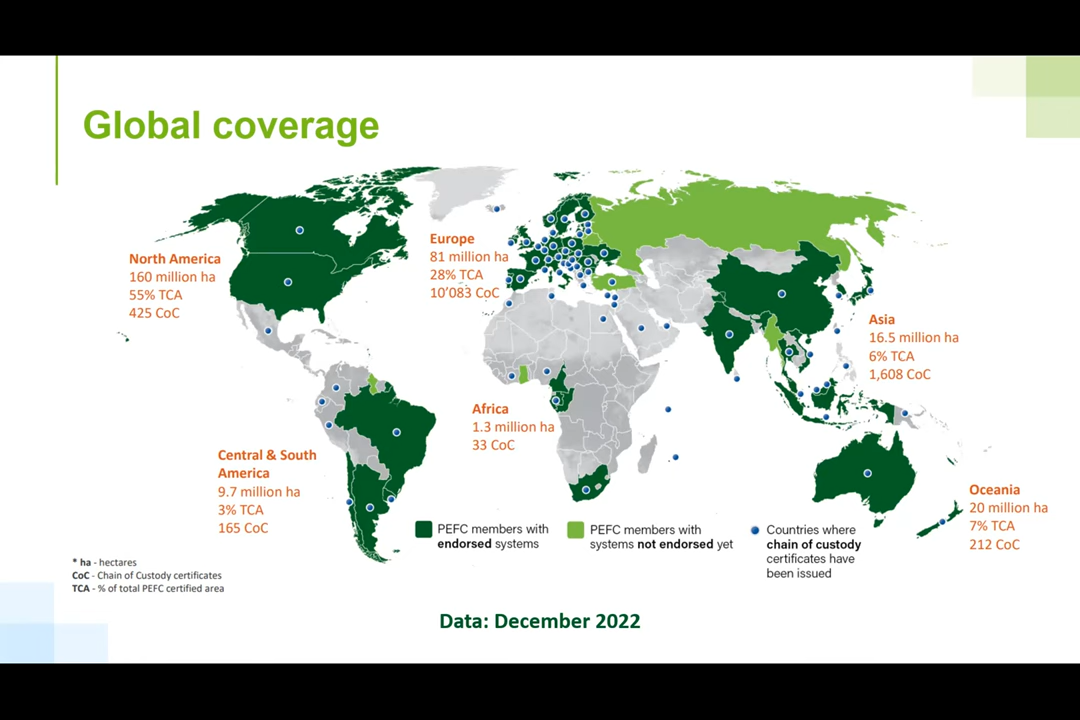 Global coverage
North America
160 million ha
55% TCA
425 CoC
Europe
81 million ha
28% TCA
10’083 CoC
Asia
16.5 million ha
6% TCA
1,608 CoC
Africa
1.3 million ha
33 CoC
Central & South
America
9.7 million ha
3% TCA
165 CoC
Oceania
20 million ha
7% TCA
212 CoC
PEFC members with
endorsed systems
PEFC members with
systems not endorsed yet
Countries where
chain of custody
certificates have
been issued
* ha - hectares
CoC - Chain of Custody certificates
TCA - % of total PEFC certified area
Data: December 2022